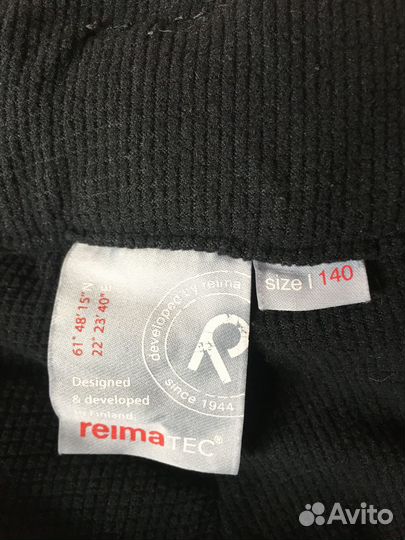 61° 48' 15" N
22° 23' 40" E
developed by reima
since 1944
Designed
& developed
in Finland
reimaTEC®
size | 140
Avito